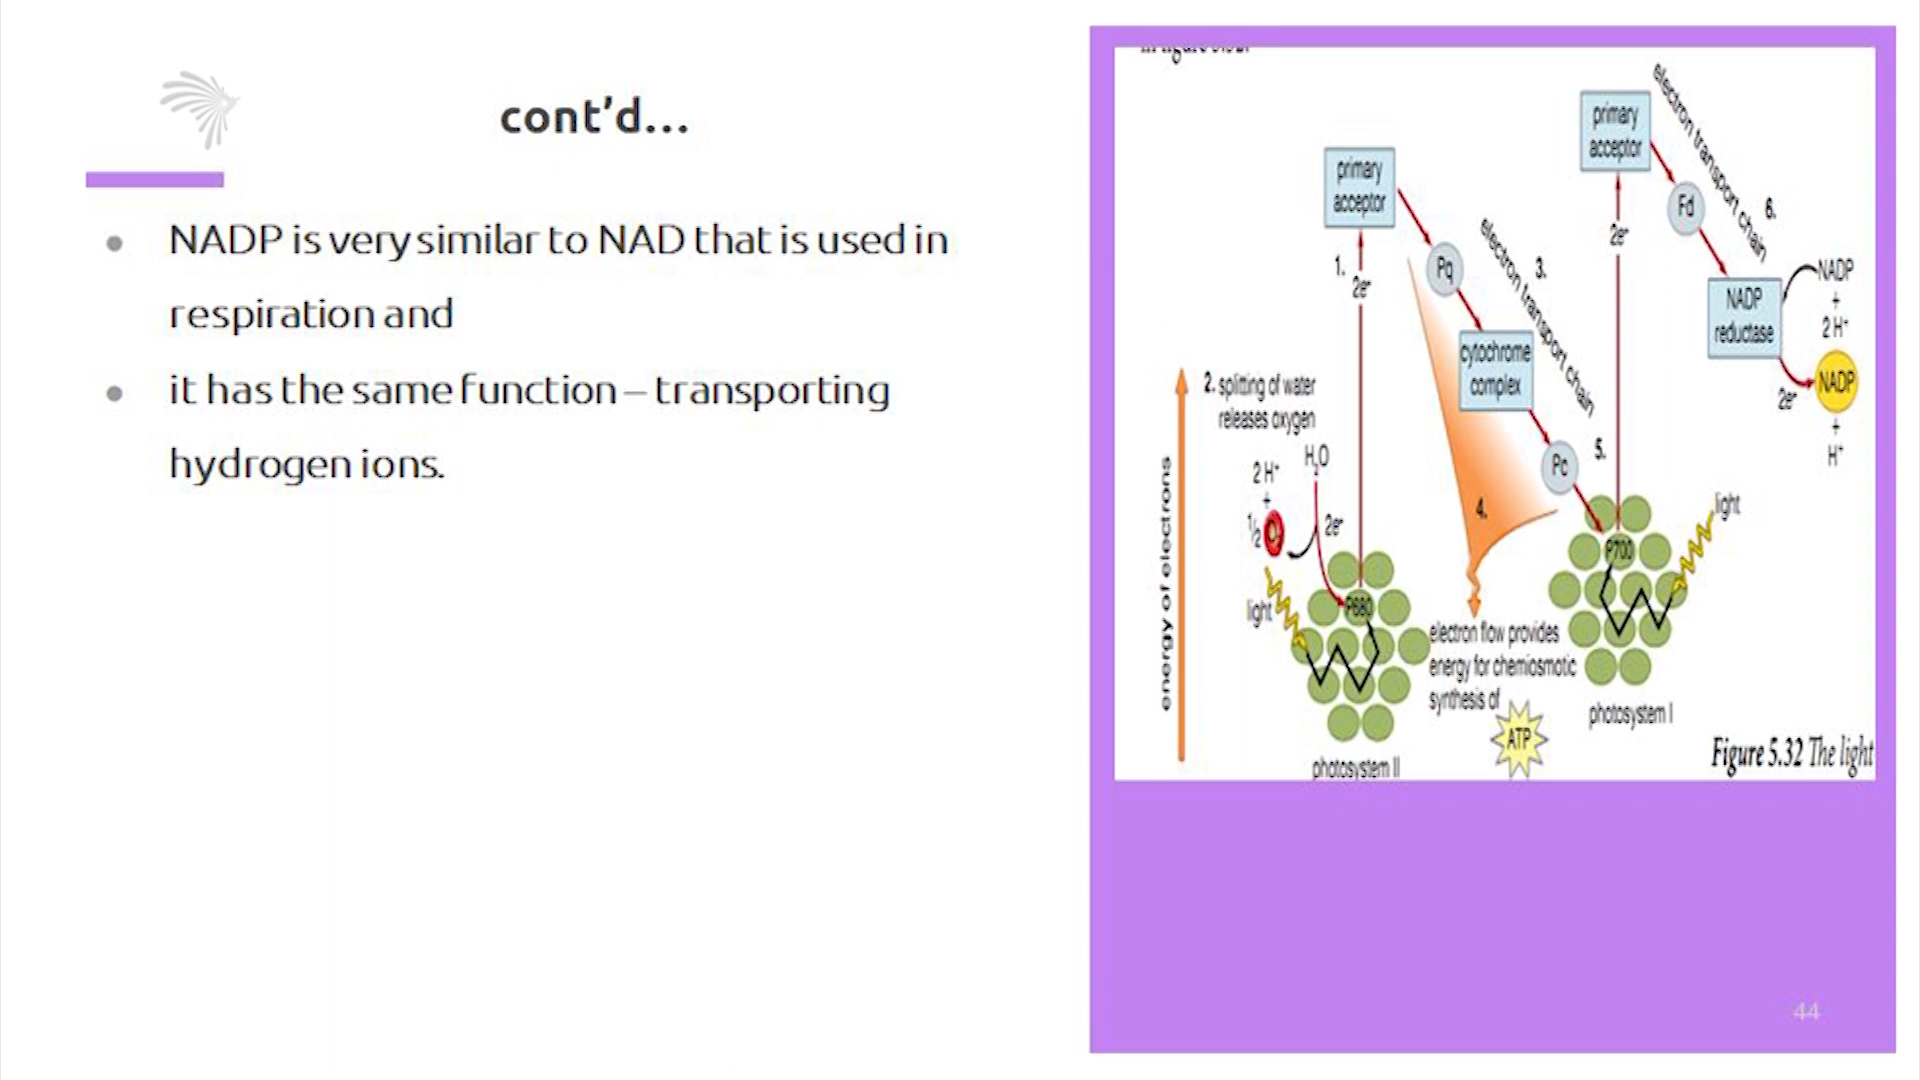 cont’d…
NADP is very similar to NAD that is used in
respiration and
it has the same function – transporting
hydrogen ions.
primary
acceptor
electron transport chain
6.
Fd
2e-
NADP
+
2 H+
NADP
reductase
NADP
2e-
+
H+
primary
acceptor
1.
2e-
Pq
electron transport chain
3.
cytochrome
complex
Pc
5.
2. splitting of water
releases oxygen
H2O
2 H+
+
1/2 O2
2e-
energy of electrons
4.
light
P680
photosystem II
light
P700
photosystem I
electron flow provides
energy for chemiosmotic
synthesis of
ATP
Figure 5.32 The light
44